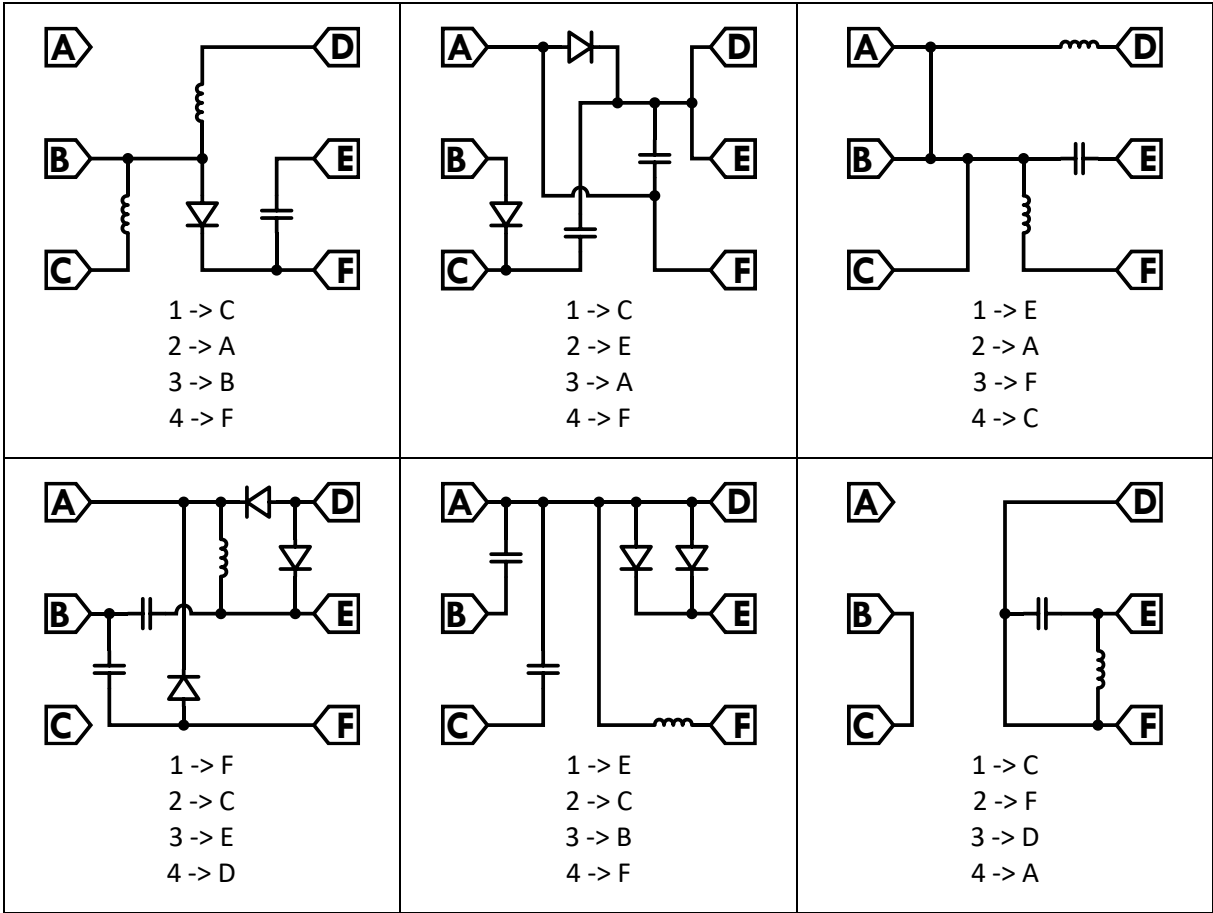 A D
B E
C F
1 -> C
2 -> A
3 -> B
4 -> F
A D
B E
C F
1 -> C
2 -> E
3 -> A
4 -> F
A D
B E
C F
1 -> E
2 -> A
3 -> F
4 -> C
A D
B E
C F
1 -> F
2 -> C
3 -> E
4 -> D
A D
B E
C F
1 -> E
2 -> C
3 -> B
4 -> F
A D
B E
C F
1 -> C
2 -> F
3 -> D
4 -> A